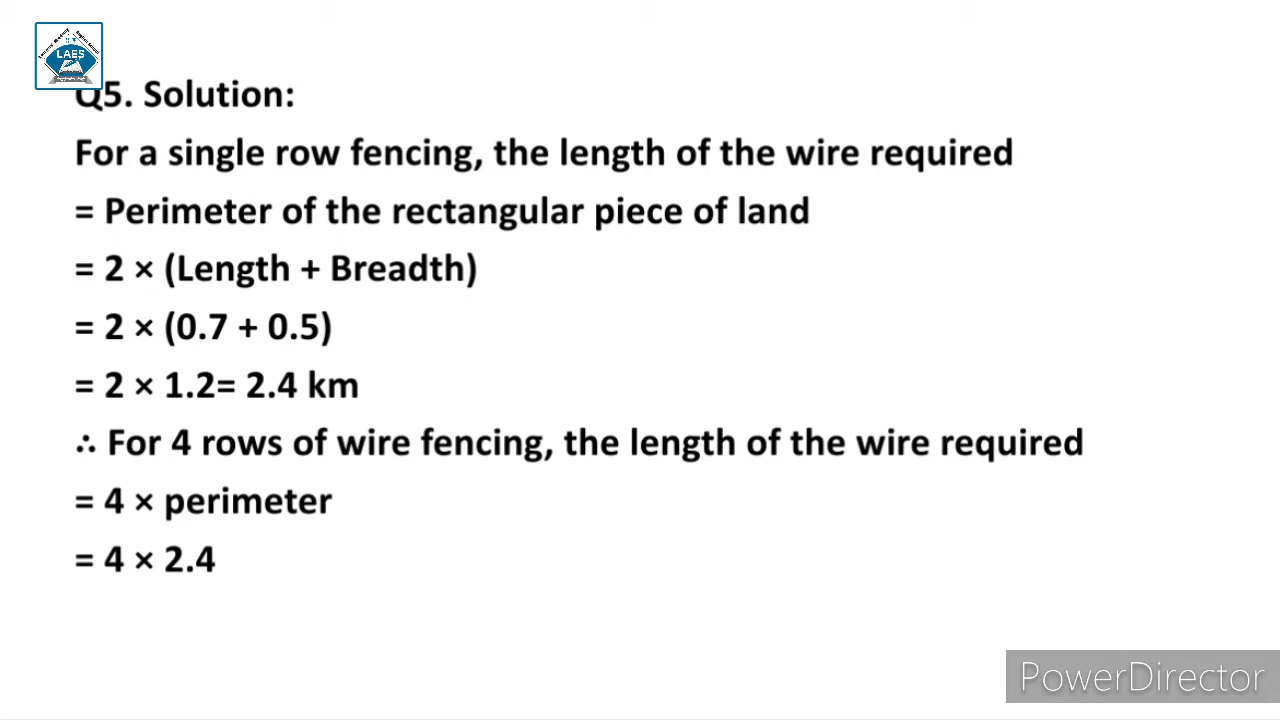 LAES
Q5. Solution:
For a single row fencing, the length of the wire required
= Perimeter of the rectangular piece of land
= 2 × (Length + Breadth)
= 2 × (0.7 + 0.5)
= 2 × 1.2= 2.4 km
∴ For 4 rows of wire fencing, the length of the wire required
= 4 × perimeter
= 4 × 2.4
PowerDirector